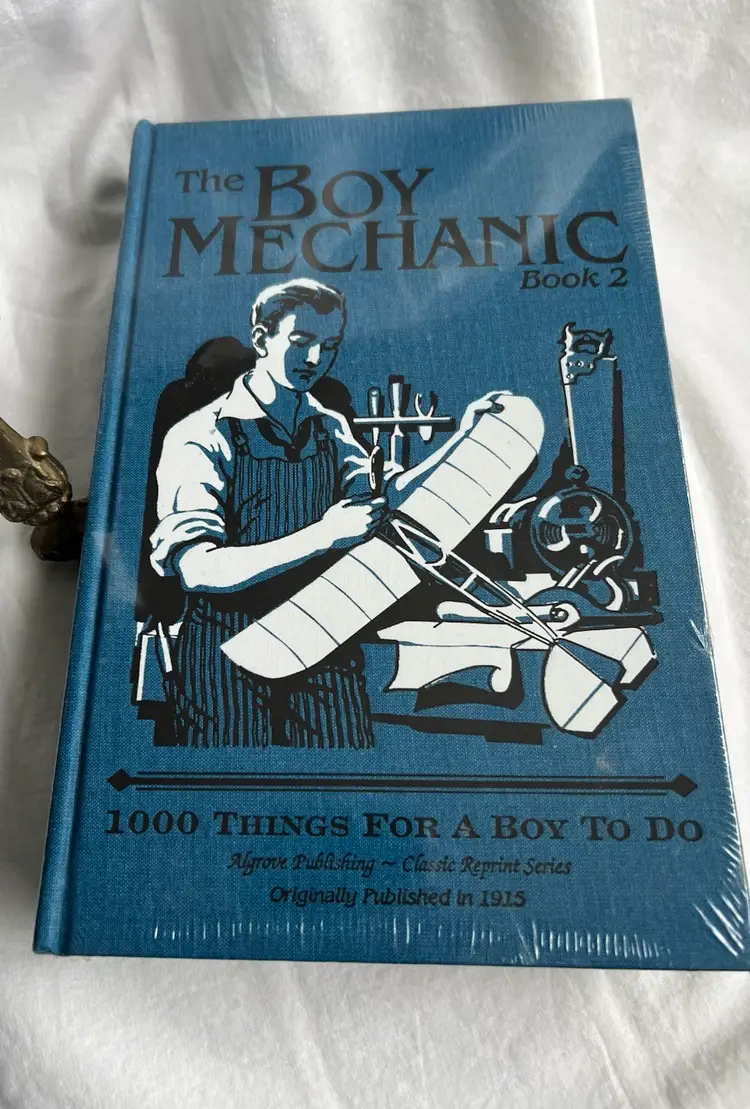 The BOY
MECHANIC
Book 2
1000 THINGS FOR A BOY TO DO
Algrove Publishing ~ Classic Reprint Series
Originally Published in 1915